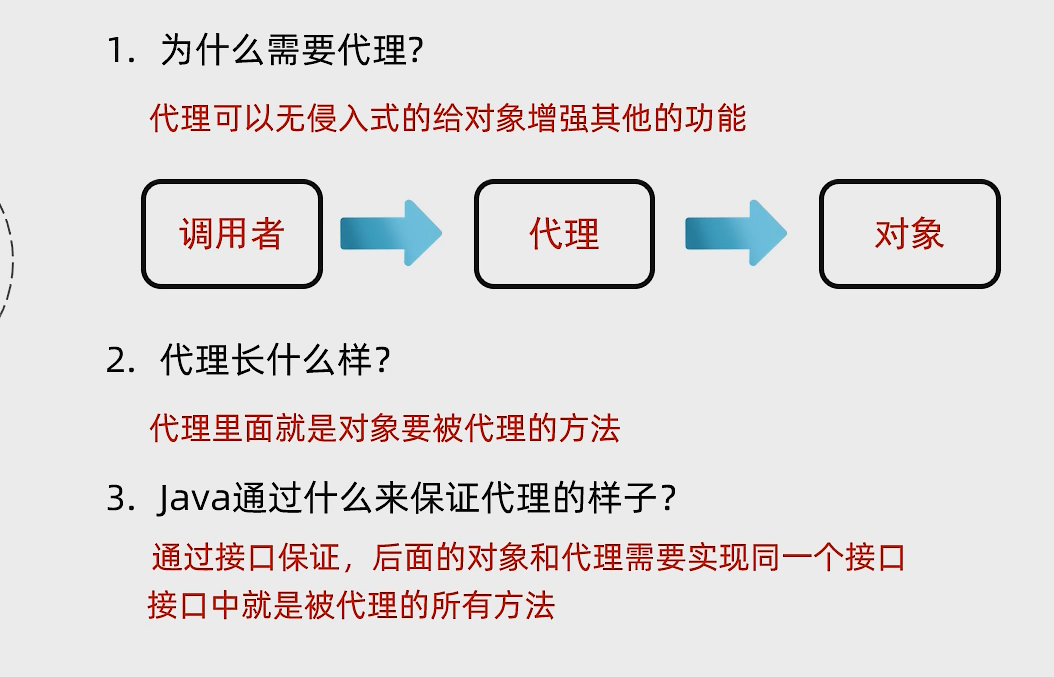 1. 为什么需要代理?
代理可以无侵入式的给对象增强其他的功能
调用者
代理
对象
2. 代理长什么样?
代理里面就是对象要被代理的方法
3. Java通过什么来保证代理的样子?
通过接口保证，后面的对象和代理需要实现同一个接口
接口中就是被代理的所有方法